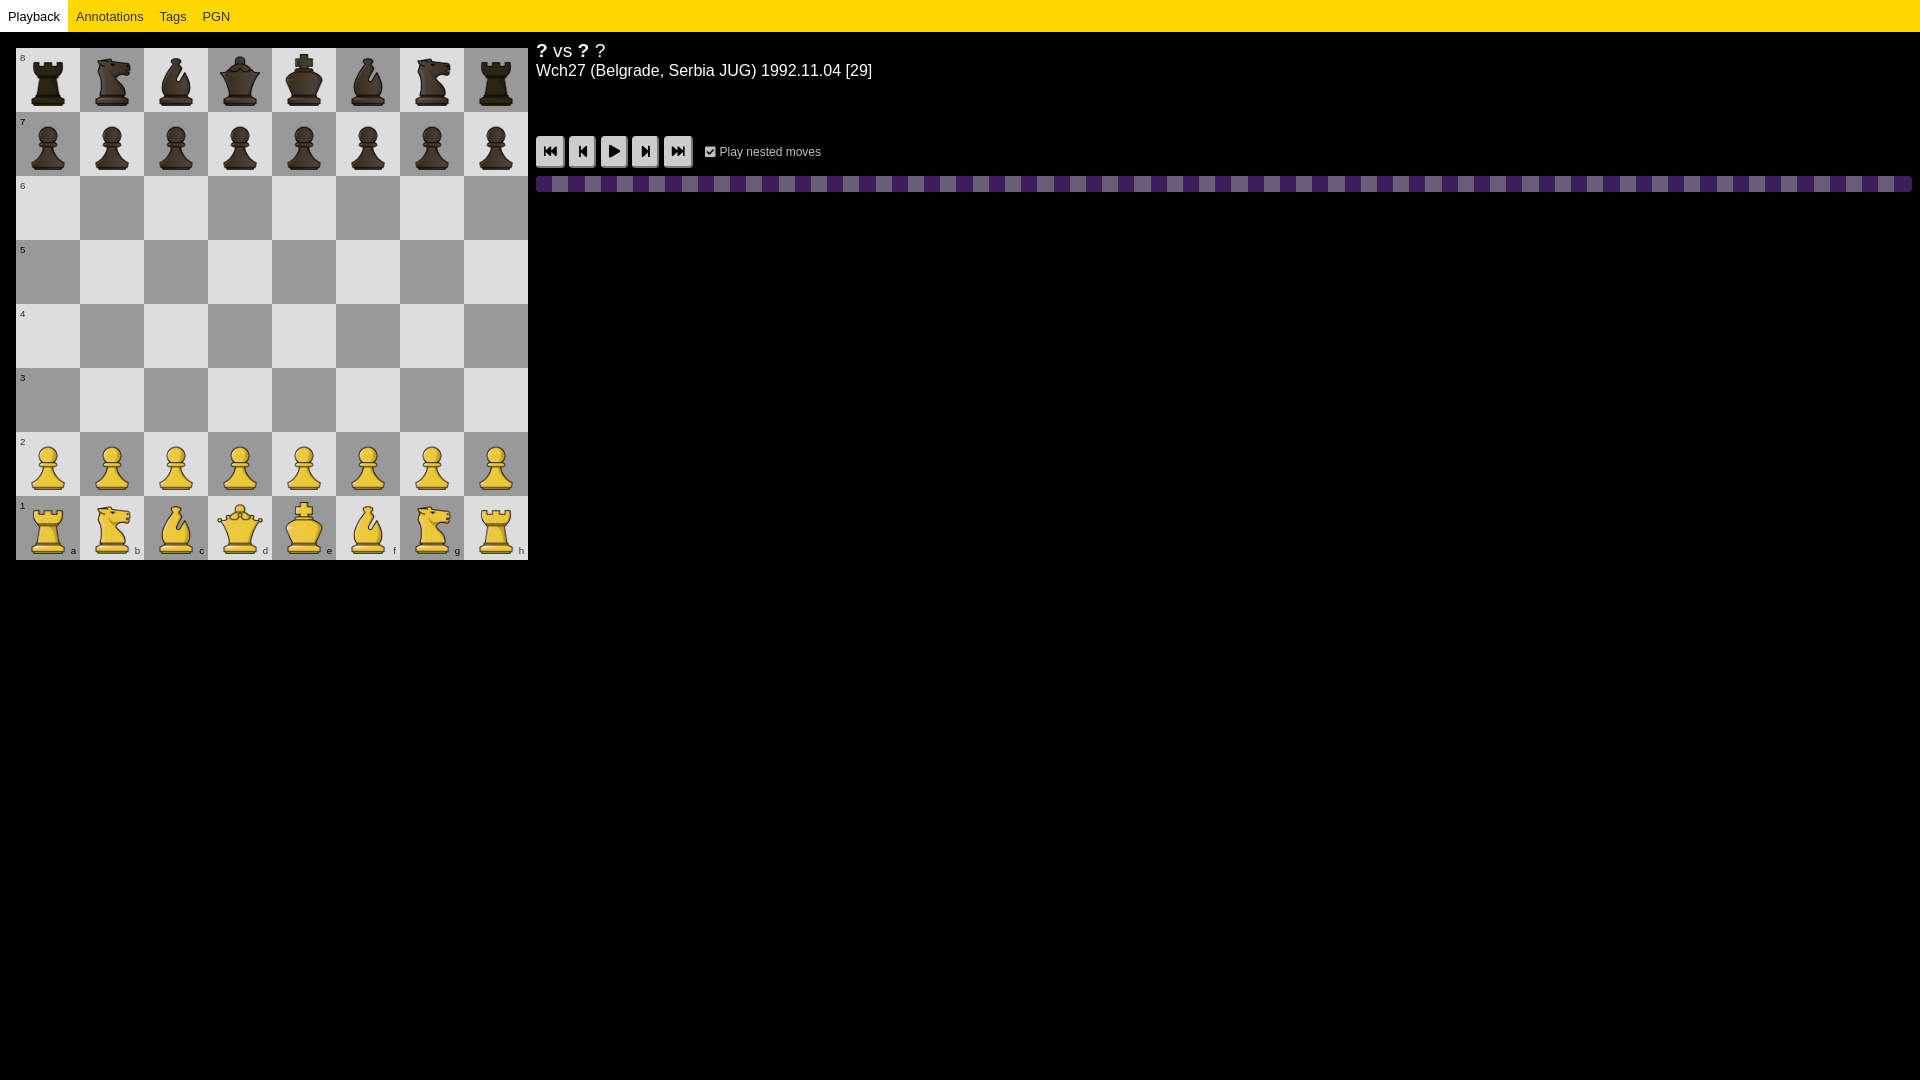 Playback Annotations Tags PGN
? vs ? ?
Wch27 (Belgrade, Serbia JUG) 1992.11.04 [29]
Play nested moves
8
7
6
5
4
3
2
1
a b c d e f g h